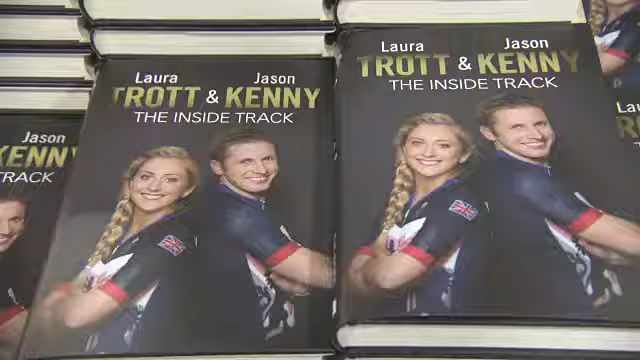 Laura Jason
TROTT & KENNY
THE INSIDE TRACK
Laura Jason
TROTT & KENNY
THE INSIDE TRACK
Jason
KENNY
TRACK